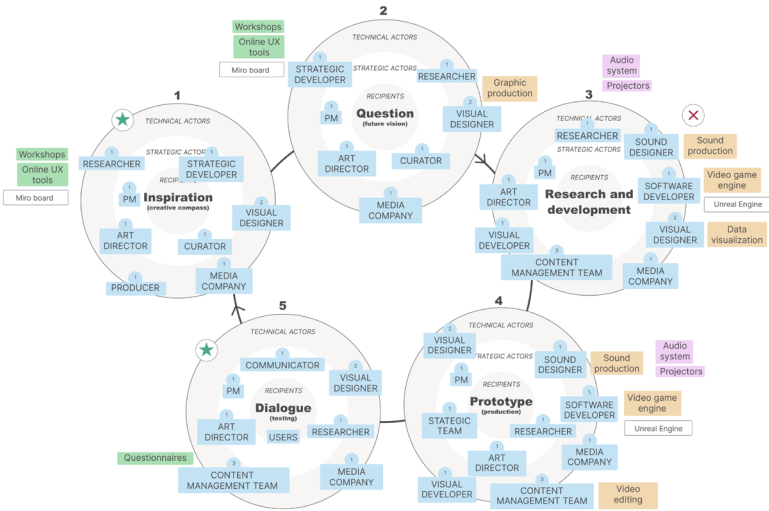 2
Workshops
Online UX
tools
Miro board
TECHNICAL ACTORS
STRATEGIC ACTORS
RECIPIENTS
Question
(future vision)
1
STRATEGIC
DEVELOPER
1
RESEARCHER
1
PM
2
VISUAL
DESIGNER
1
ART
DIRECTOR
1
CURATOR
1
MEDIA
COMPANY
Graphic
production
1
Workshops
Online UX
tools
Miro board
TECHNICAL ACTORS
STRATEGIC ACTOR
RECIP
Inspiration
(creative compass)
1
RESEARCHER
1
STRATEGIC
DEVELOPER
1
PM
2
VISUAL
DESIGNER
1
ART
DIRECTOR
1
CURATOR
1
PRODUCER
1
MEDIA
COMPANY
3
Audio
system
Projectors
TECHNICAL ACTORS
STRATEGIC ACTORS
RECIPIENTS
Research and
development
1
RESEARCHER
1
SOUND
DESIGNER
Sound
production
1
PM
1
ART
DIRECTOR
1
SOFTWARE
DEVELOPER
Video game
engine
Unreal Engine
1
VISUAL
DEVELOPER
2
VISUAL
DESIGNER
Data
visualization
3
CONTENT
MANAGEMENT TEAM
1
MEDIA
COMPANY
5
TECHNICAL ACTORS
RECIPIENTS
Dialogue
(testing)
1
COMMUNICATOR
1
PM
2
VISUAL
DESIGNER
1
ART
DIRECTOR
USERS
1
RESEARCHER
Questionnaires
3
CONTENT
MANAGEMENT TEAM
1
MEDIA
COMPANY
4
TECHNICAL ACTORS
TRATEGIC ACTORS
RECIPIENTS
Prototype
(production)
2
VISUAL
DESIGNER
1
SOUND
DESIGNER
Sound
production
Audio
system
Projectors
1
PM
1
SOFTWARE
DEVELOPER
Video game
engine
Unreal Engine
1
STATEGIC
TEAM
1
RESEARCHER
1
ART
DIRECTOR
1
MEDIA
COMPANY
1
VISUAL
DEVELOPER
3
CONTENT
MANAGEMENT TEAM
Video
editing